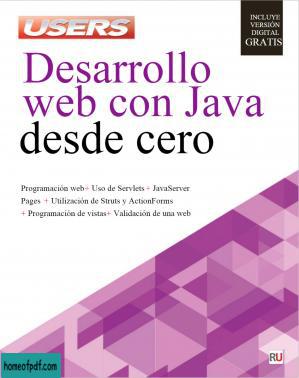 USERS
INCLUYE
VERSIÓN
DIGITAL
GRATIS
Desarrollo
web con Java
desde cero
Programación web+ Uso de Servlets + JavaServer
Pages + Utilización de Struts y ActionForms
+ Programación de vistas+ Validación de una web
RU
homeofpdf.com